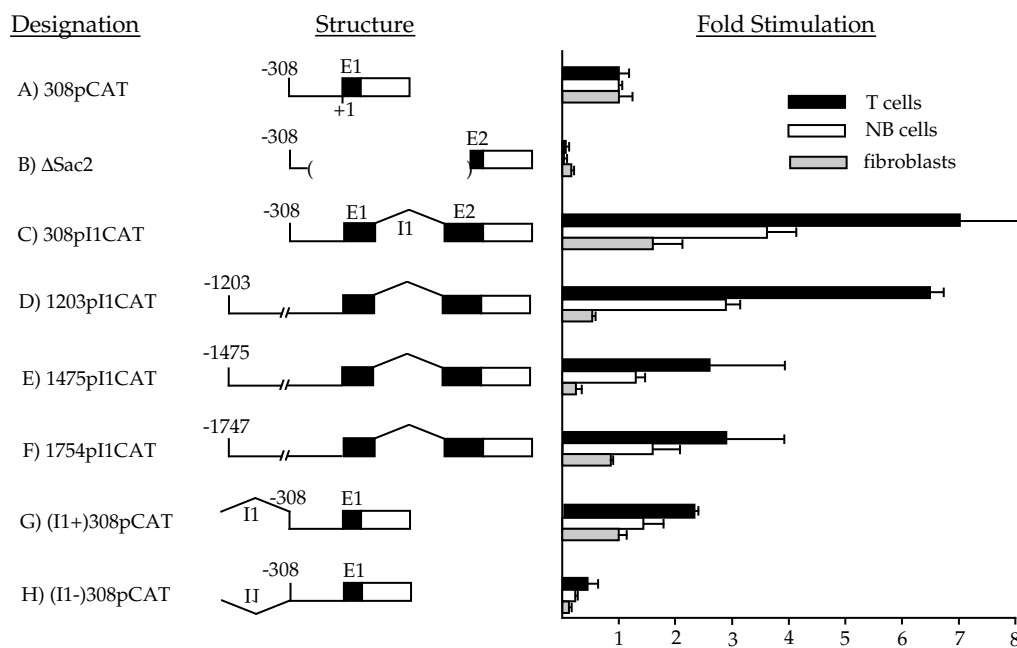 Designation Structure Fold Stimulation
A) 308pCAT -308 E1 +1
T cells
NB cells
fibroblasts
B) ΔSac2 -308 ( ) E2
C) 308pI1CAT -308 E1 I1 E2
D) 1203pI1CAT -1203 //
E) 1475pI1CAT -1475 //
F) 1754pI1CAT -1747 //
G) (I1+)308pCAT I1 -308 E1
H) (I1-)308pCAT I1 -308 E1
1 2 3 4 5 6 7 8